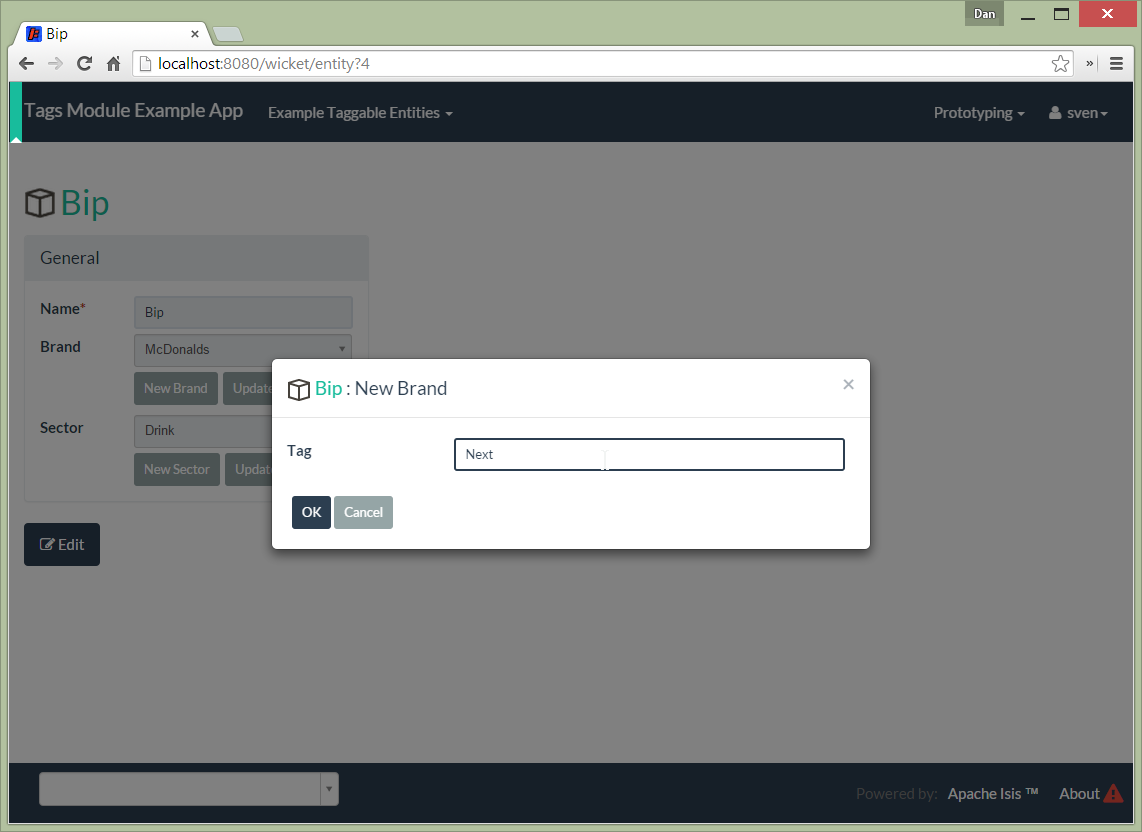 Dan
Bip
localhost:8080/wicket/entity?4
Tags Module Example App Example Taggable Entities Prototyping sven
Bip
General
Name* Bip
Brand McDonalds
New Brand Update
Sector Drink
New Sector Update
Edit
Bip : New Brand
Tag Next
OK Cancel
Powered by: Apache Isis ™ About